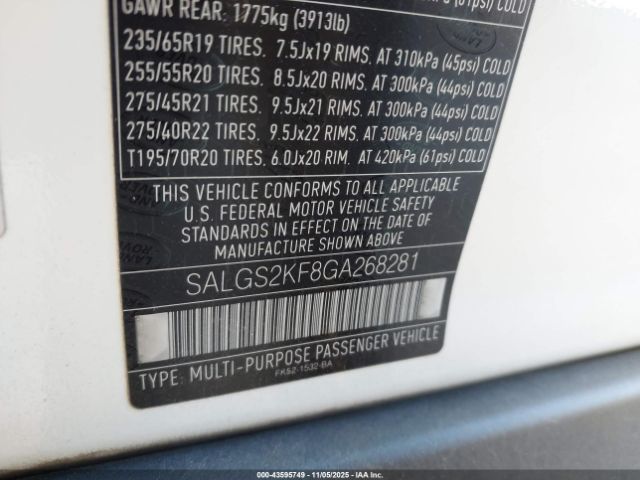 GAWR REAR: 1775kg (3913lb)
235/65R19 TIRES. 7.5Jx19 RIMS. AT 310kPa (45psi) COLD
255/55R20 TIRES. 8.5Jx20 RIMS. AT 300kPa (44psi) COLD
275/45R21 TIRES. 9.5Jx21 RIMS. AT 300kPa (44psi) COLD
275/40R22 TIRES. 9.5Jx22 RIMS. AT 300kPa (44psi) COLD
T195/70R20 TIRES. 6.0Jx20 RIM. AT 420kPa (61psi) COLD
THIS VEHICLE CONFORMS TO ALL APPLICABLE
U.S. FEDERAL MOTOR VEHICLE SAFETY
STANDARDS IN EFFECT ON THE DATE OF
MANUFACTURE SHOWN ABOVE.
SALGS2KF8GA268281
TYPE: MULTI-PURPOSE PASSENGER VEHICLE
FK52-1532-BA
000-43595749 11/05/2025 IAAI.COM